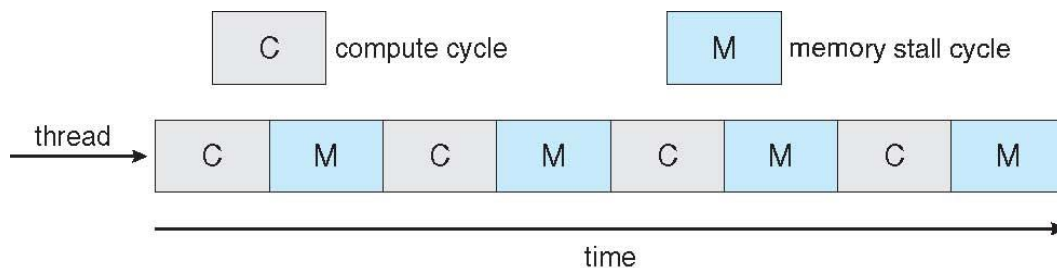 C compute cycle M memory stall cycle
thread
C M C M C M C M
time